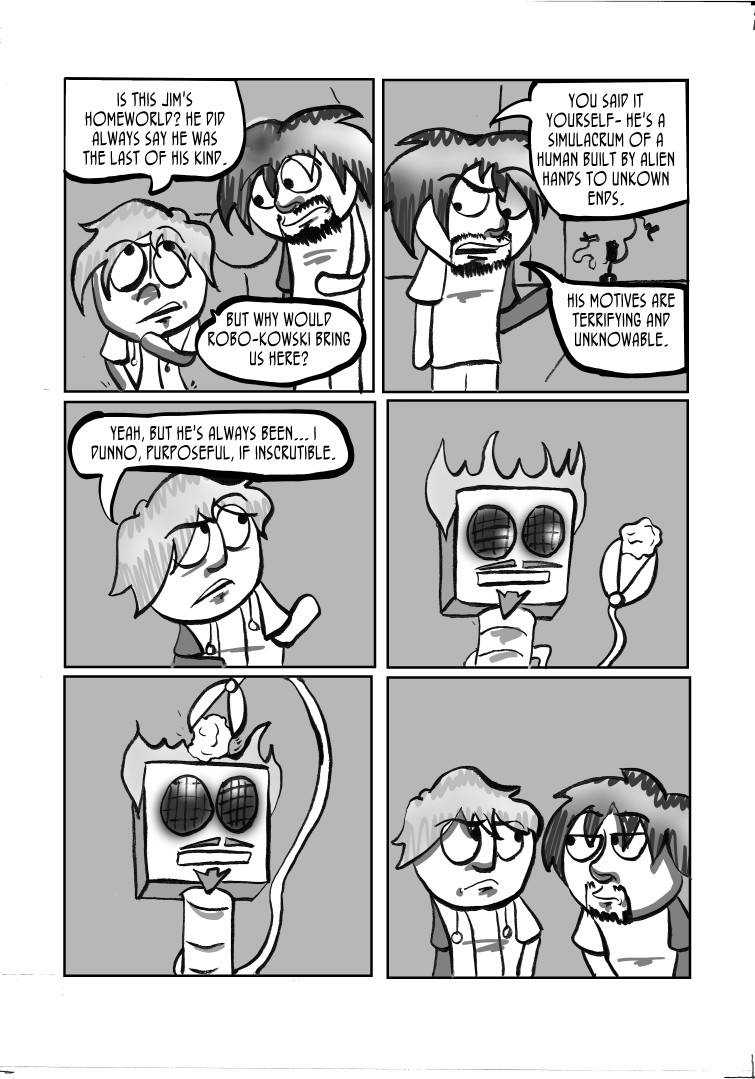 IS THIS JIM'S
HOMEWORLD? HE DID
ALWAYS SAY HE WAS
THE LAST OF HIS KIND.
BUT WHY WOULD
ROBO-KOWSKI BRING
US HERE?
YOU SAID IT
YOURSELF- HE'S A
SIMULACRUM OF A
HUMAN BUILT BY ALIEN
HANDS TO UNKOWN
ENDS.
HIS MOTIVES ARE
TERRIFYING AND
UNKNOWABLE.
YEAH, BUT HE'S ALWAYS BEEN... I
DUNNO, PURPOSEFUL, IF INSCRUTIBLE.